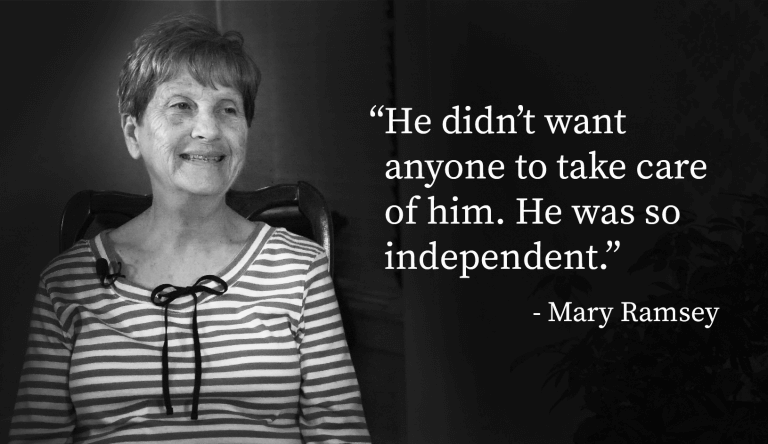 “He didn’t want
anyone to take care
of him. He was so
independent.”
- Mary Ramsey